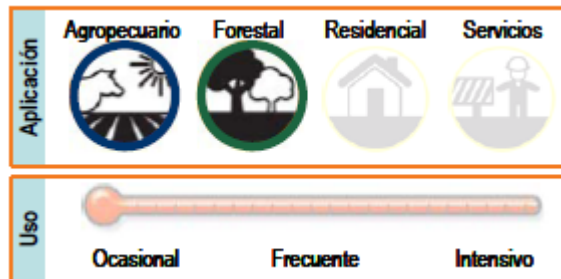 Aplicación
Agropecuario Forestal Residencial Servicios
Uso
Ocasional Frecuente Intensivo